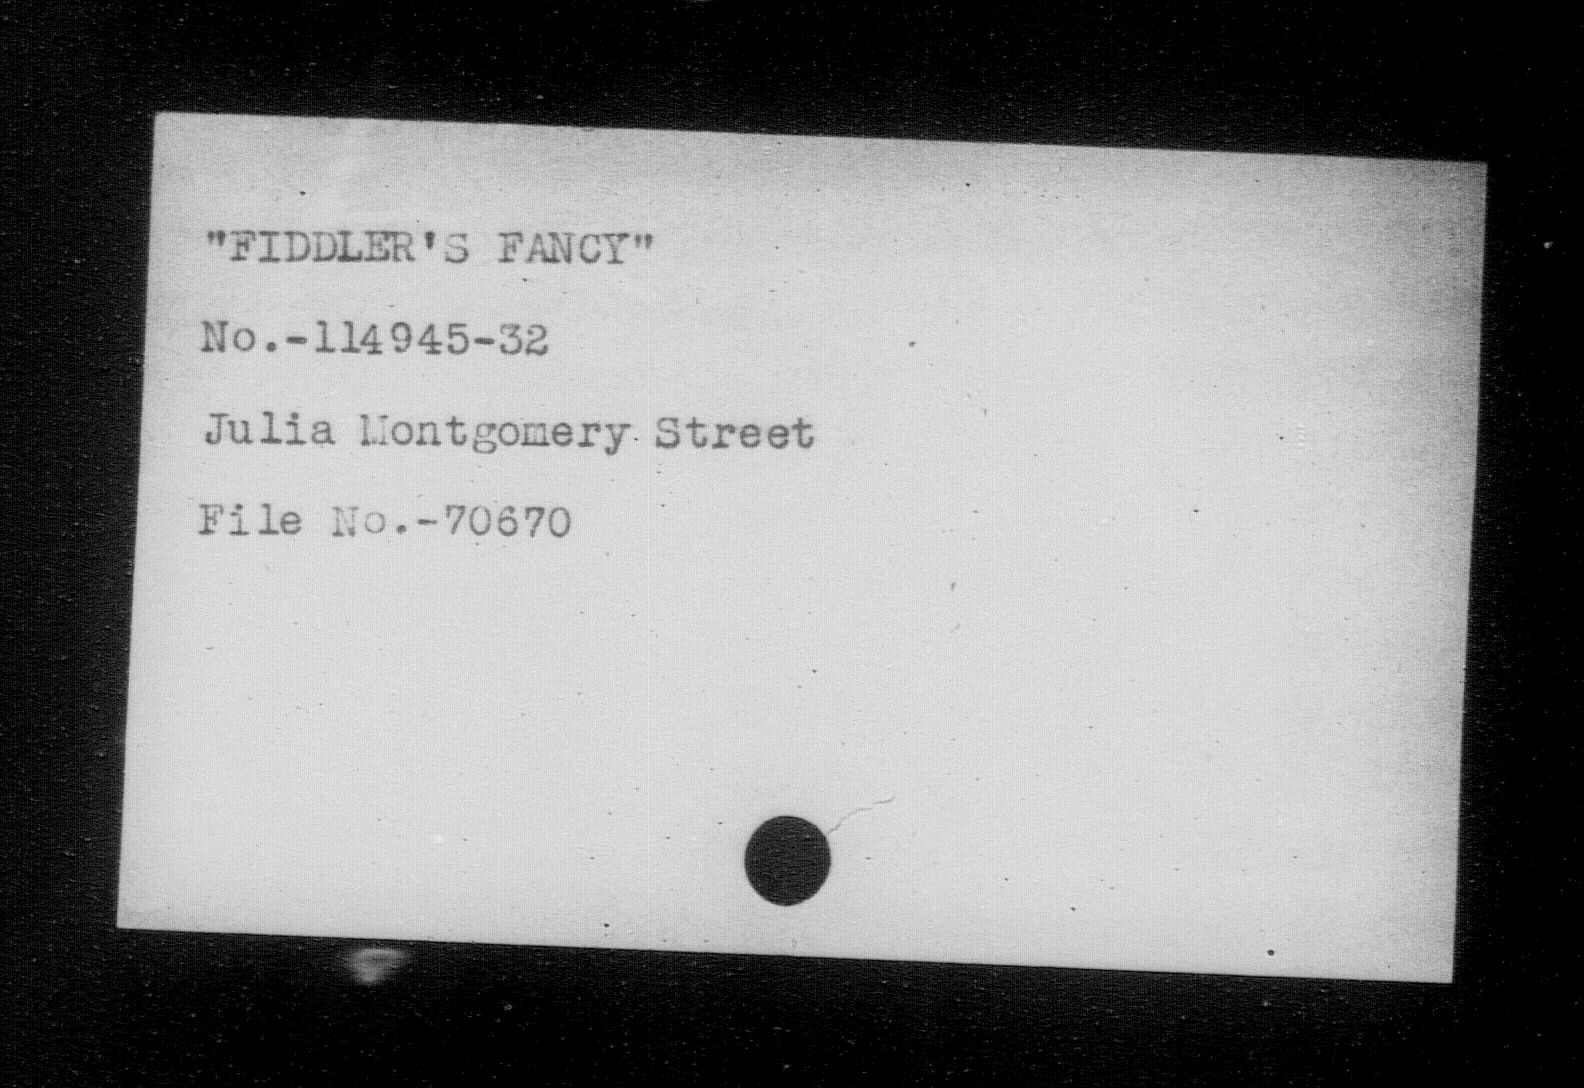 "FIDDLER'S FANCY"
No.-114945-32
Julia Montgomery Street
File No.-70670